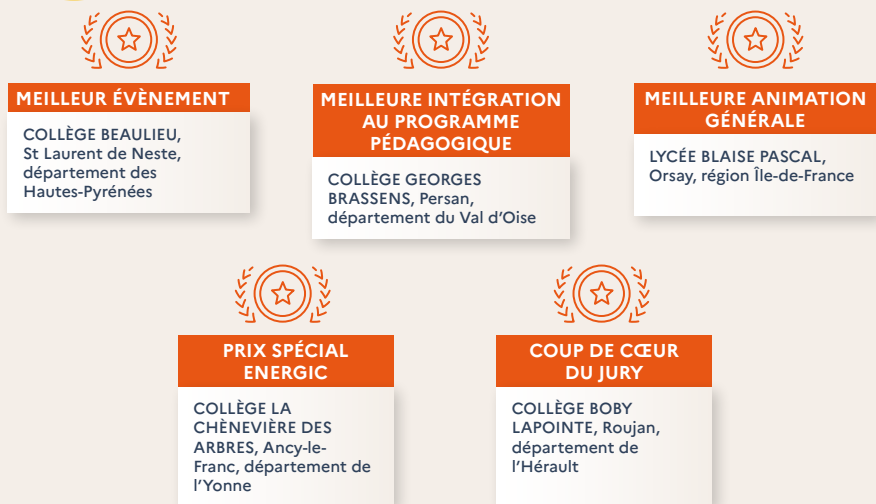 MEILLEUR ÉVÈNEMENT
COLLÈGE BEAULIEU,
St Laurent de Neste,
département des
Hautes-Pyrénées
MEILLEURE INTÉGRATION
AU PROGRAMME
PÉDAGOGIQUE
COLLÈGE GEORGES
BRASSENS, Persan,
département du Val d’Oise
MEILLEURE ANIMATION
GÉNÉRALE
LYCÉE BLAISE PASCAL,
Orsay, région Île-de-France
PRIX SPÉCIAL
ENERGIC
COLLÈGE LA
CHÈNEVIÈRE DES
ARBRES, Ancy-le-
Franc, département de
l’Yonne
COUP DE CŒUR
DU JURY
COLLÈGE BOBY
LAPOINTE, Roujan,
département de
l’Hérault